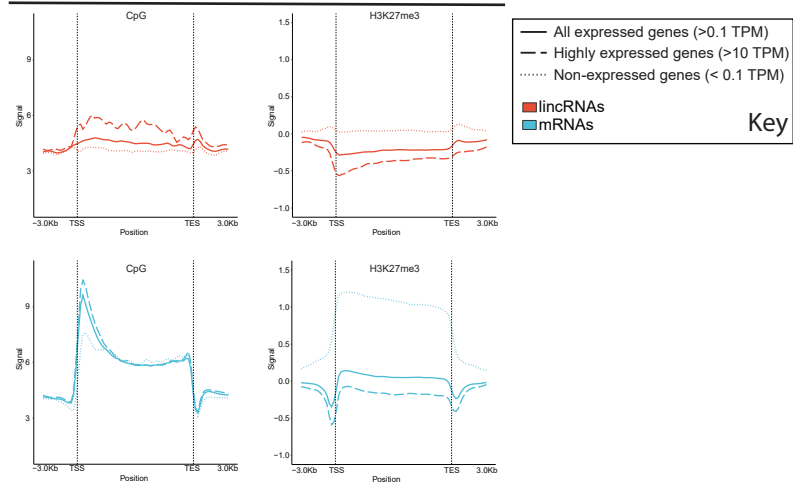 CpG
H3K27me3
Signal
9
6
3
−3.0Kb TSS TES 3.0Kb
Position
Signal
1.5
1.0
0.5
0.0
−0.5
−1.0
−3.0Kb TSS TES 3.0Kb
Position
All expressed genes (>0.1 TPM)
Highly expressed genes (>10 TPM)
Non-expressed genes (< 0.1 TPM)
lincRNAs
mRNAs
Key
CpG
H3K27me3
Signal
9
6
3
−3.0Kb TSS TES 3.0Kb
Position
Signal
1.5
1.0
0.5
0.0
−0.5
−1.0
−3.0Kb TSS TES 3.0Kb
Position